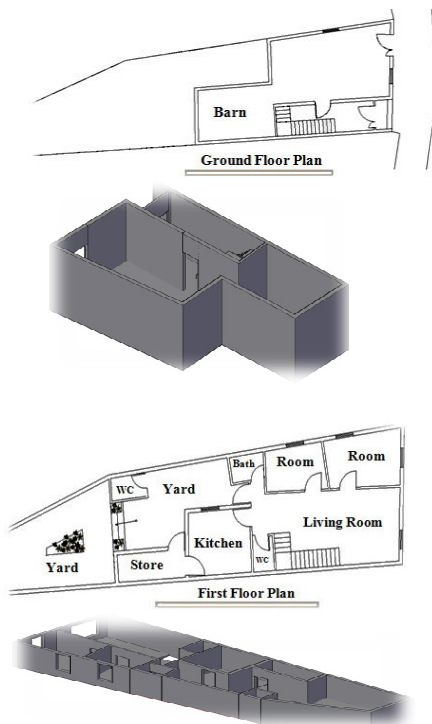 Barn
Ground Floor Plan
Bath
Room
Room
WC
Yard
Living Room
Kitchen
Yard
Store
WC
First Floor Plan